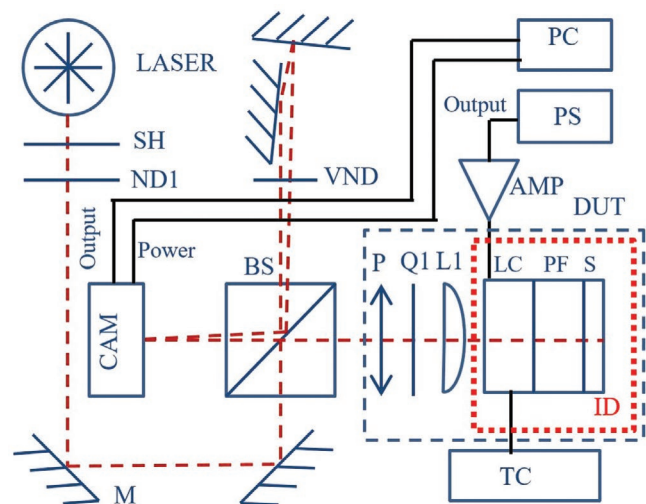 LASER
SH
ND1
VND
PC
Output
PS
AMP
DUT
Output
Power
BS
P
Q1
L1
LC
PF
S
CAM
ID
M
TC